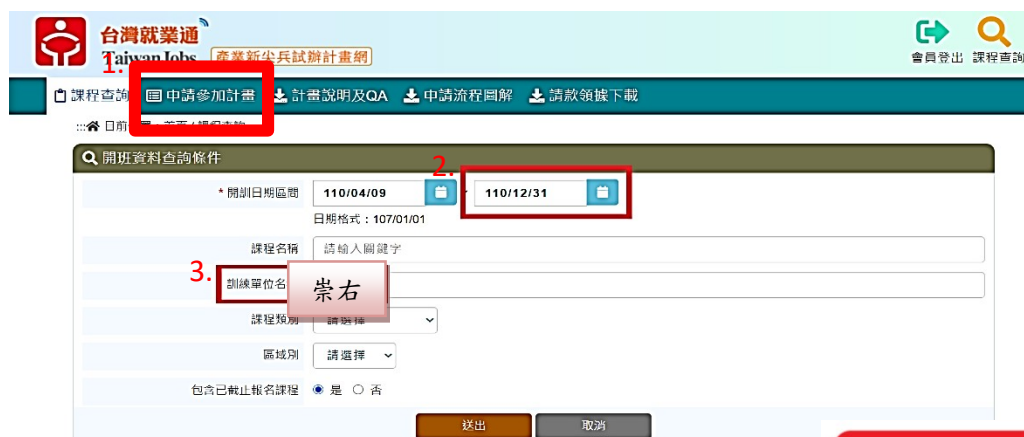 台灣就業通
TaiwanJobs 產業新尖兵試辦計畫網
會員登出 課程查詢
1.
課程查詢 申請參加計畫 計畫說明及QA 申請流程圖解 請款領據下載
:::目前
開班資料查詢條件
2.
* 開訓日期區間 110/04/09 110/12/31
日期格式：107/01/01
課程名稱 請輸入關鍵字
3.
訓練單位名 崇右
課程類別 請選擇
區域別 請選擇
包含已截止報名課程 是 否
送出 取消